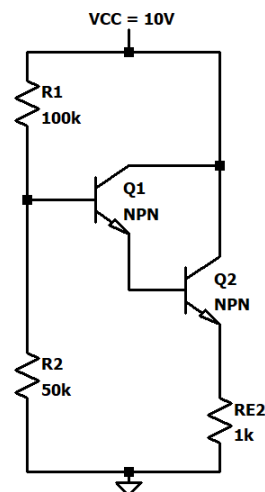 VCC = 10V
R1
100k
Q1
NPN
Q2
NPN
R2
50k
RE2
1k